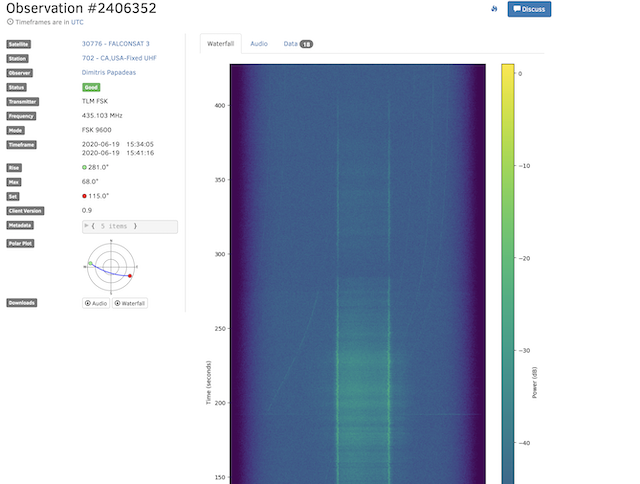 Observation #2406352
Discuss
Timeframes are in UTC
Satellite 30776 - FALCONSAT 3
Station 702 - CA,USA-Fixed UHF
Observer Dimitris Papadeas
Status Good
Transmitter TLM FSK
Frequency 435.103 MHz
Mode FSK 9600
Timeframe 2020-06-19 15:34:05
2020-06-19 15:41:16
Rise 281.0°
Max 68.0°
Set 115.0°
Client Version 0.9
Metadata { 5 items }
Polar Plot
Downloads Audio Waterfall
Waterfall Audio Data 18
400
350
300
250
200
150
Time (seconds)
0
−10
−20
−30
−40
Power (dB)